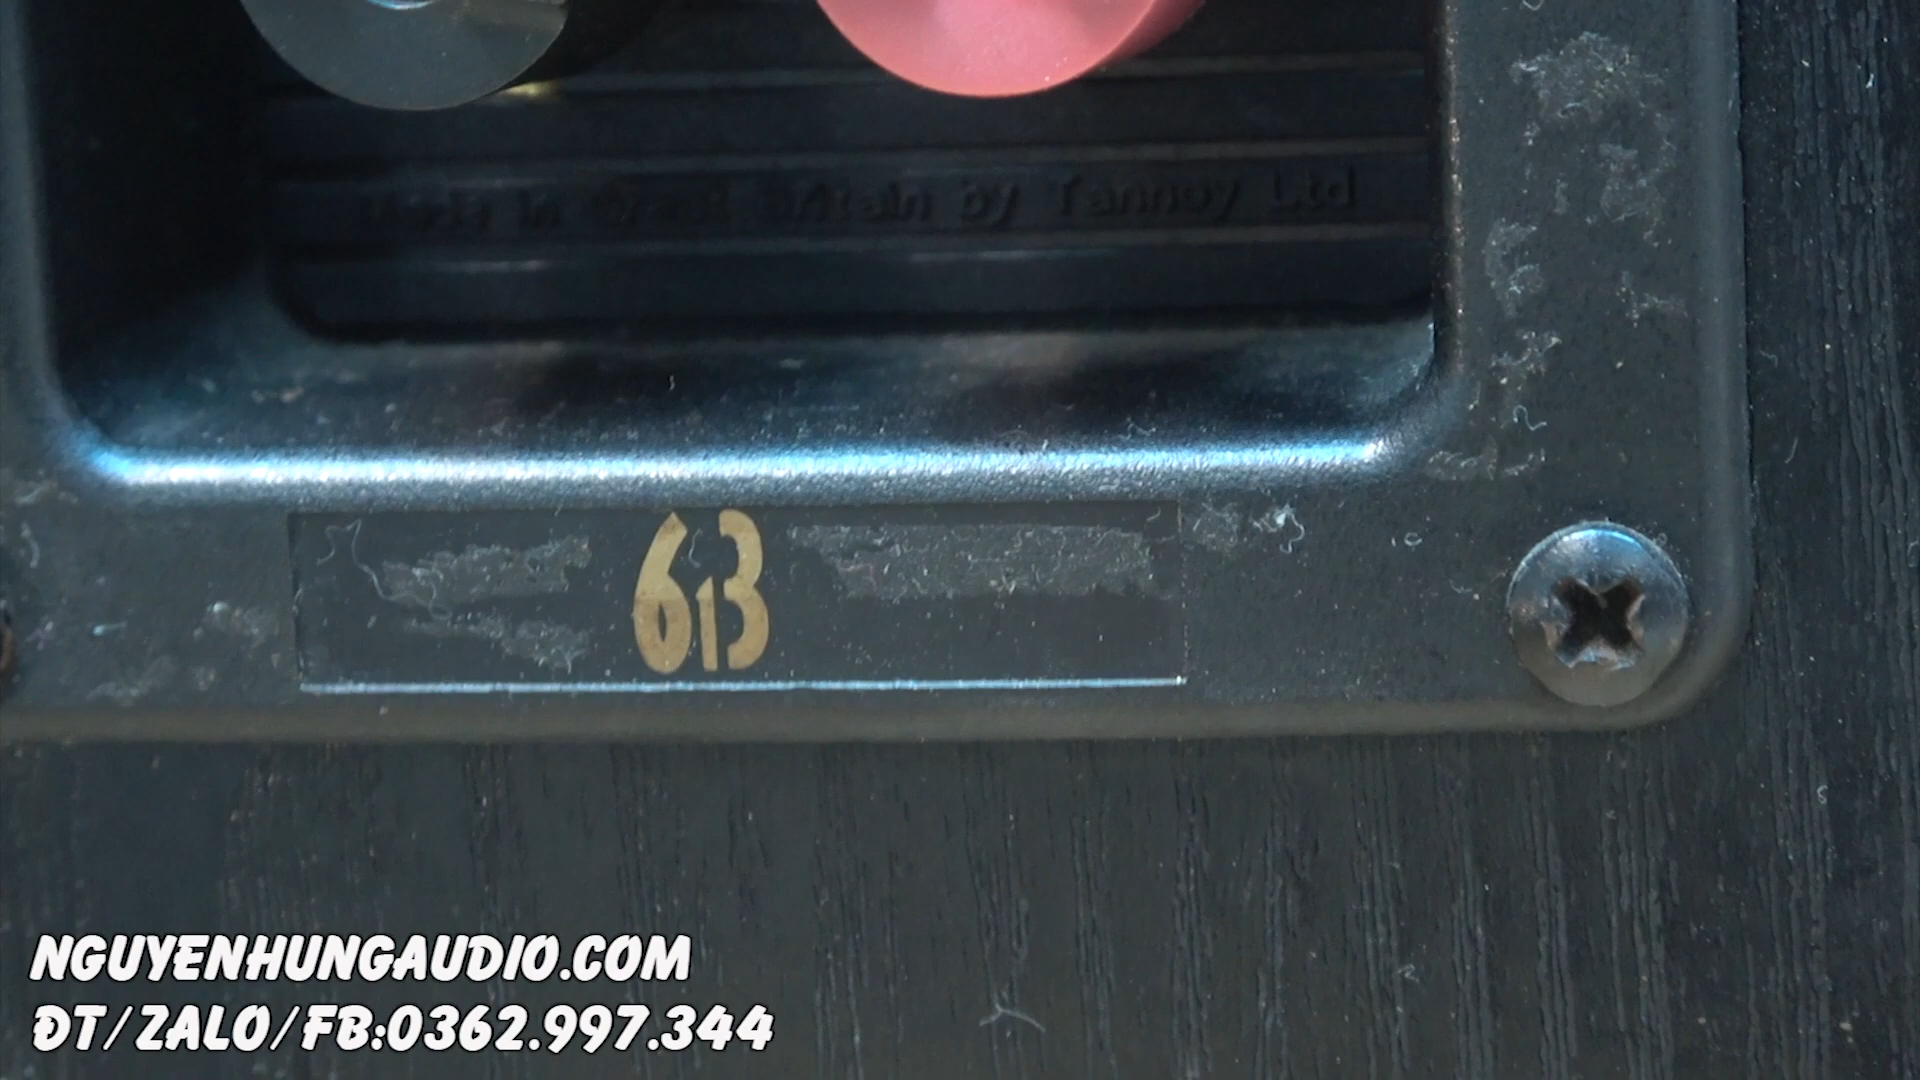 Made in Great Britain by Tannoy Ltd
613
NGUYENHUNGAUDIO.COM
ĐT/ZALO/FB:0362.997.344